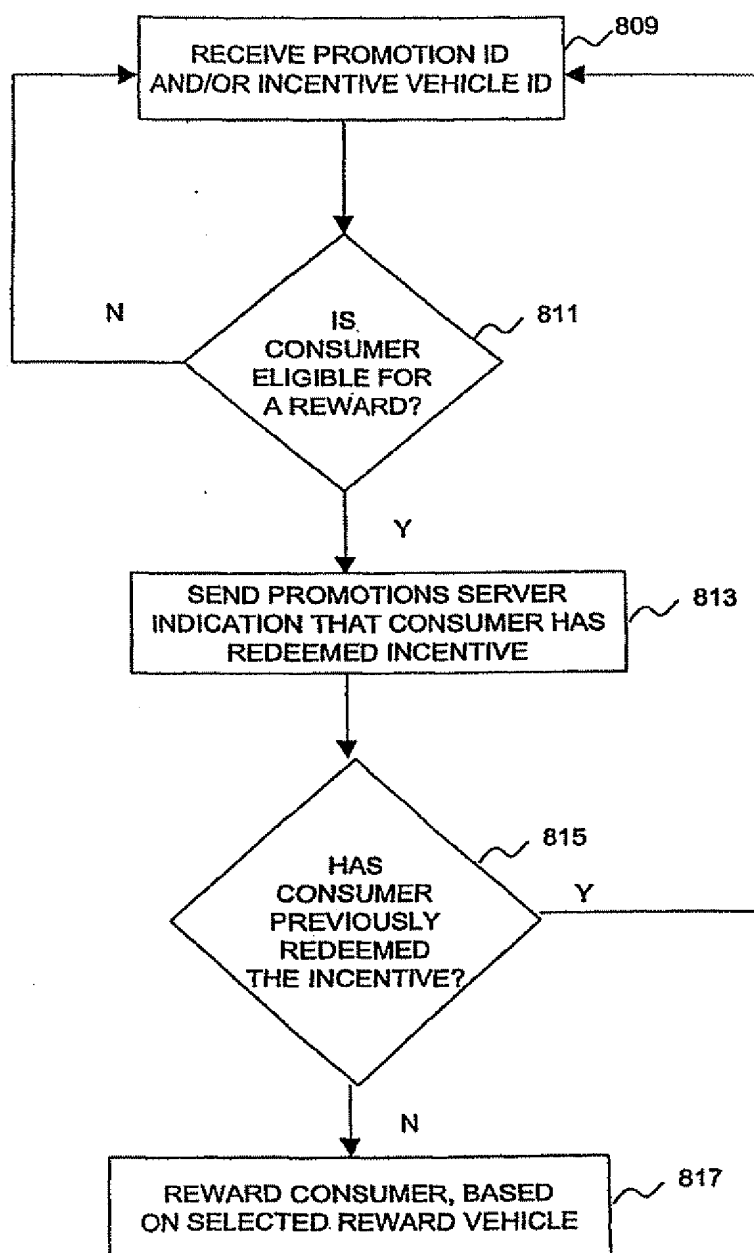 809
RECEIVE PROMOTION ID
AND/OR INCENTIVE VEHICLE ID
N
811
IS
CONSUMER
ELIGIBLE FOR
A REWARD?
Y
SEND PROMOTIONS SERVER
INDICATION THAT CONSUMER HAS
REDEEMED INCENTIVE
813
815
HAS
CONSUMER
PREVIOUSLY
REDEEMED
THE INCENTIVE?
Y
N
REWARD CONSUMER, BASED
ON SELECTED REWARD VEHICLE
817